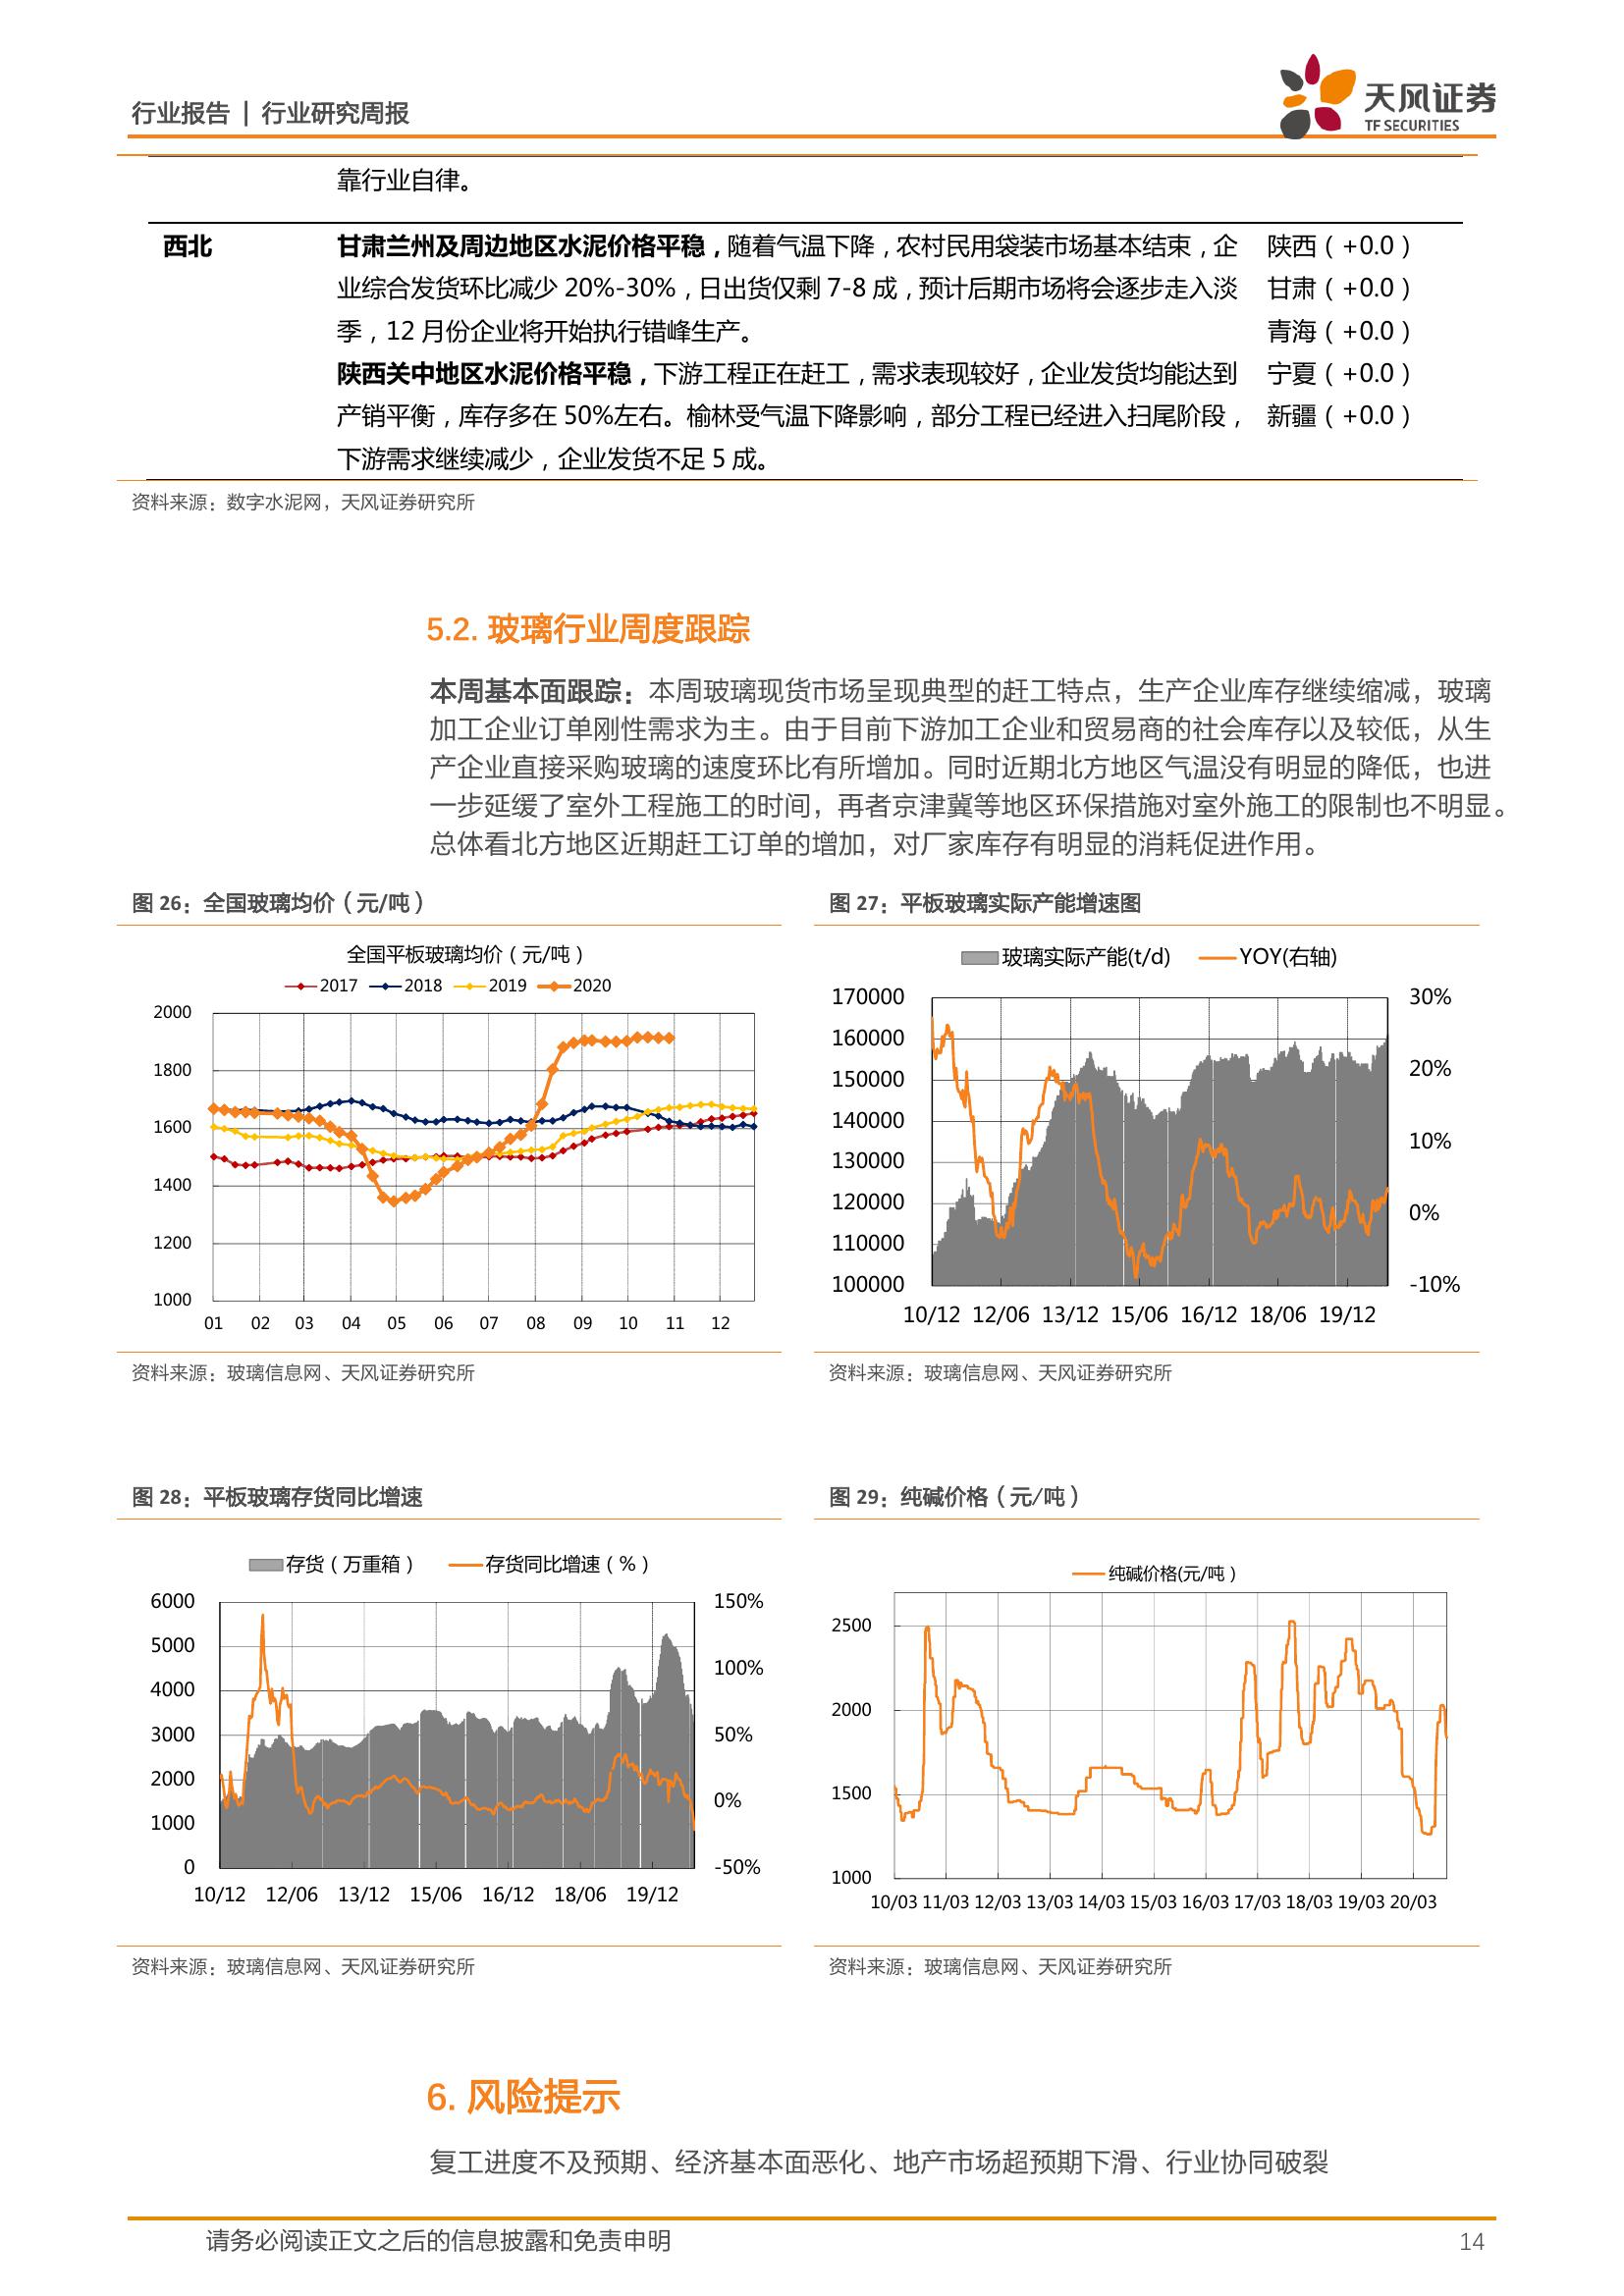 行业报告 | 行业研究周报
天风证券
TF SECURITIES
靠行业自律。
西北
甘肃兰州及周边地区水泥价格平稳，随着气温下降，农村民用袋装市场基本结束，企
业综合发货环比减少 20%-30%，日出货仅剩 7-8 成，预计后期市场将会逐步走入淡
季，12 月份企业将开始执行错峰生产。
陕西关中地区水泥价格平稳，下游工程正在赶工，需求表现较好，企业发货均能达到
产销平衡，库存多在 50%左右。榆林受气温下降影响，部分工程已经进入扫尾阶段，
下游需求继续减少，企业发货不足 5 成。
陕西（+0.0）
甘肃（+0.0）
青海（+0.0）
宁夏（+0.0）
新疆（+0.0）
资料来源：数字水泥网，天风证券研究所
5.2. 玻璃行业周度跟踪
本周基本面跟踪：本周玻璃现货市场呈现典型的赶工特点，生产企业库存继续缩减，玻璃
加工企业订单刚性需求为主。由于目前下游加工企业和贸易商的社会库存以及较低，从生
产企业直接采购玻璃的速度环比有所增加。同时近期北方地区气温没有明显的降低，也进
一步延缓了室外工程施工的时间，再者京津冀等地区环保措施对室外施工的限制也不明显。
总体看北方地区近期赶工订单的增加，对厂家库存有明显的消耗促进作用。
图 26：全国玻璃均价（元/吨）
全国平板玻璃均价（元/吨）
2017 2018 2019 2020
2000
1800
1600
1400
1200
1000
01 02 03 04 05 06 07 08 09 10 11 12
资料来源：玻璃信息网、天风证券研究所
图 27：平板玻璃实际产能增速图
玻璃实际产能(t/d) YOY(右轴)
170000
160000
150000
140000
130000
120000
110000
100000
30%
20%
10%
0%
-10%
10/12 12/06 13/12 15/06 16/12 18/06 19/12
资料来源：玻璃信息网、天风证券研究所
图 28：平板玻璃存货同比增速
存货（万重箱） 存货同比增速（%）
6000
5000
4000
3000
2000
1000
0
150%
100%
50%
0%
-50%
10/12 12/06 13/12 15/06 16/12 18/06 19/12
资料来源：玻璃信息网、天风证券研究所
图 29：纯碱价格（元/吨）
纯碱价格(元/吨）
2500
2000
1500
1000
10/03 11/03 12/03 13/03 14/03 15/03 16/03 17/03 18/03 19/03 20/03
资料来源：玻璃信息网、天风证券研究所
6. 风险提示
复工进度不及预期、经济基本面恶化、地产市场超预期下滑、行业协同破裂
请务必阅读正文之后的信息披露和免责申明
14